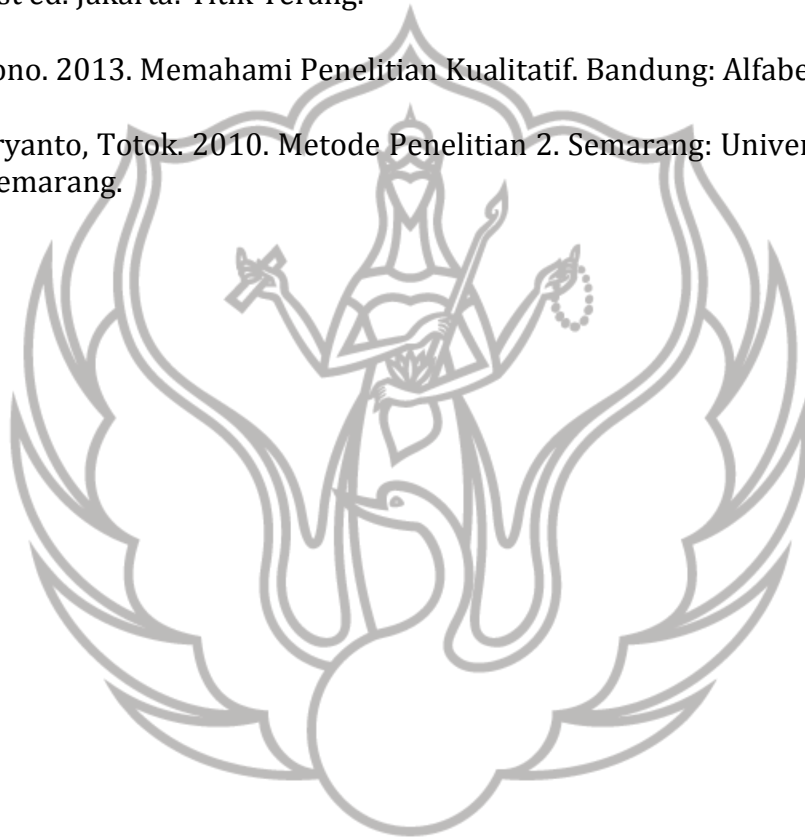 st ed. Jakarta: Titik Terang.
ono. 2013. Memahami Penelitian Kualitatif. Bandung: Alfabe
ryanto, Totok. 2010. Metode Penelitian 2. Semarang: Univer
emarang.